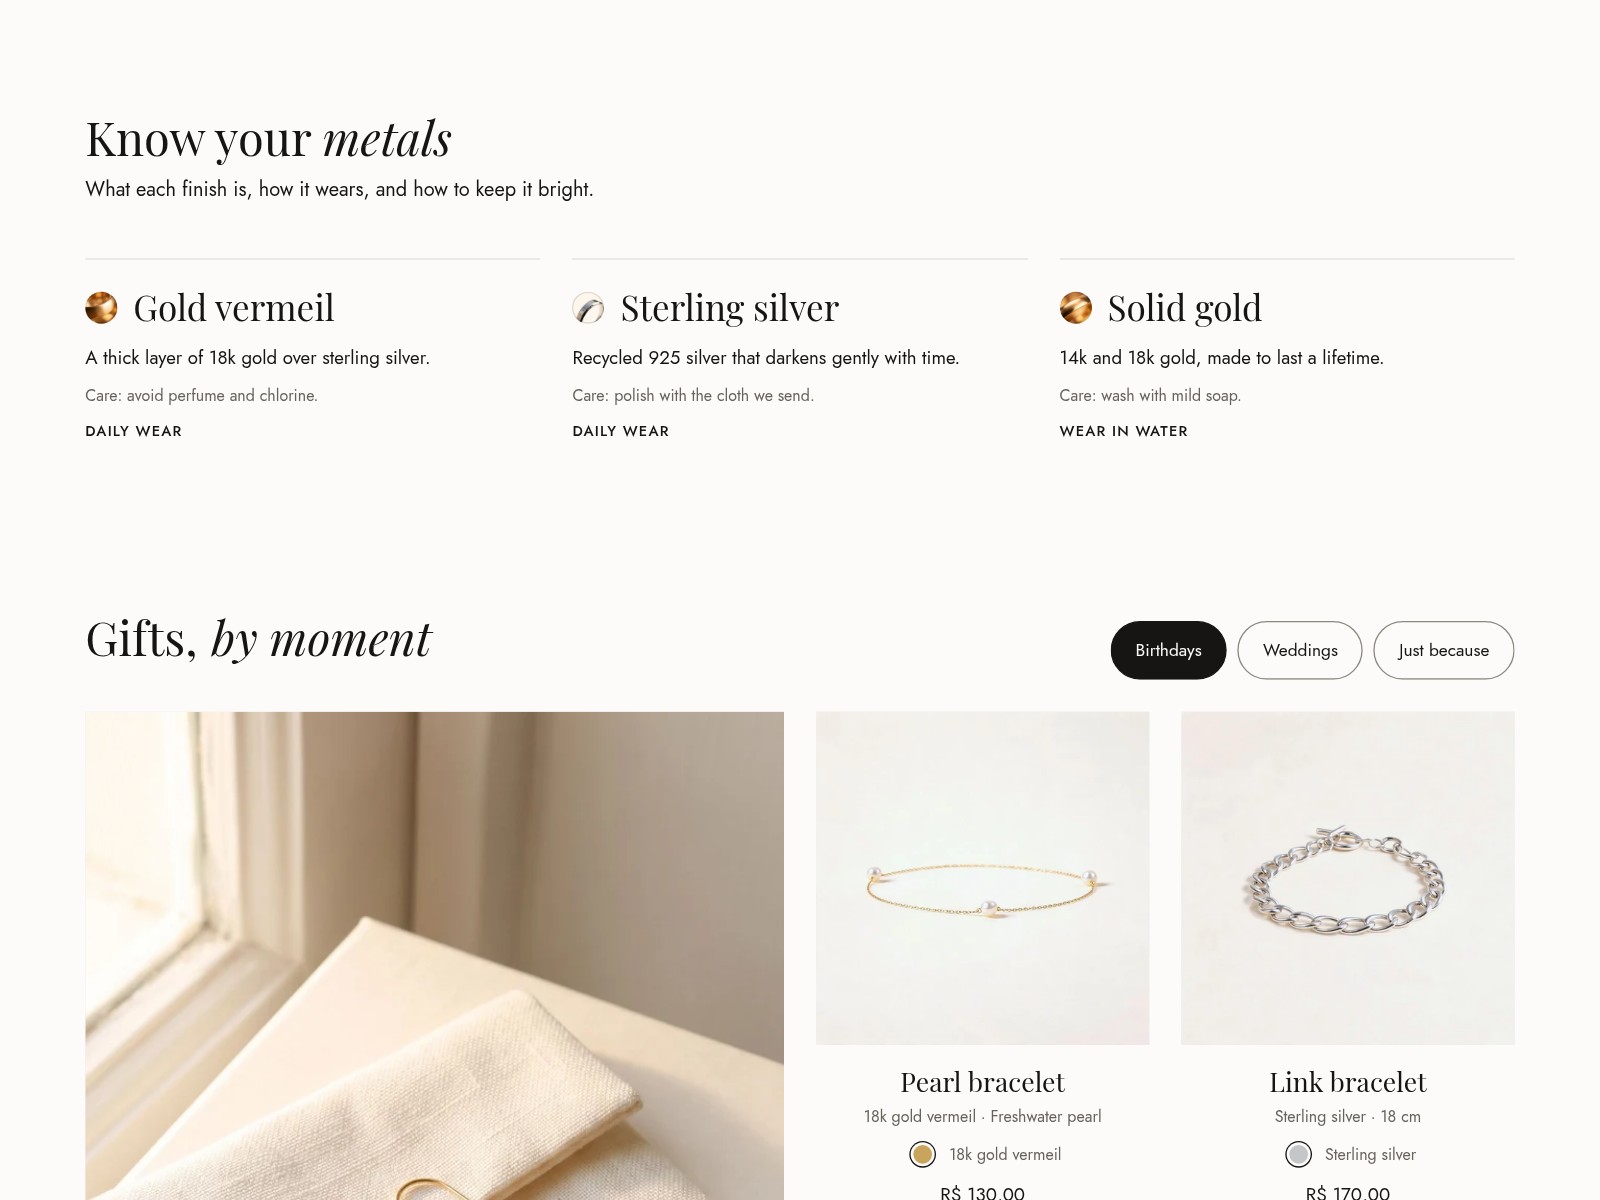 Know your metals
What each finish is, how it wears, and how to keep it bright.
Gold vermeil
A thick layer of 18k gold over sterling silver.
Care: avoid perfume and chlorine.
DAILY WEAR
Sterling silver
Recycled 925 silver that darkens gently with time.
Care: polish with the cloth we send.
DAILY WEAR
Solid gold
14k and 18k gold, made to last a lifetime.
Care: wash with mild soap.
WEAR IN WATER
Gifts, by moment
Birthdays
Weddings
Just because
Pearl bracelet
18k gold vermeil · Freshwater pearl
18k gold vermeil
R$ 130,00
Link bracelet
Sterling silver · 18 cm
Sterling silver
R$ 170,00